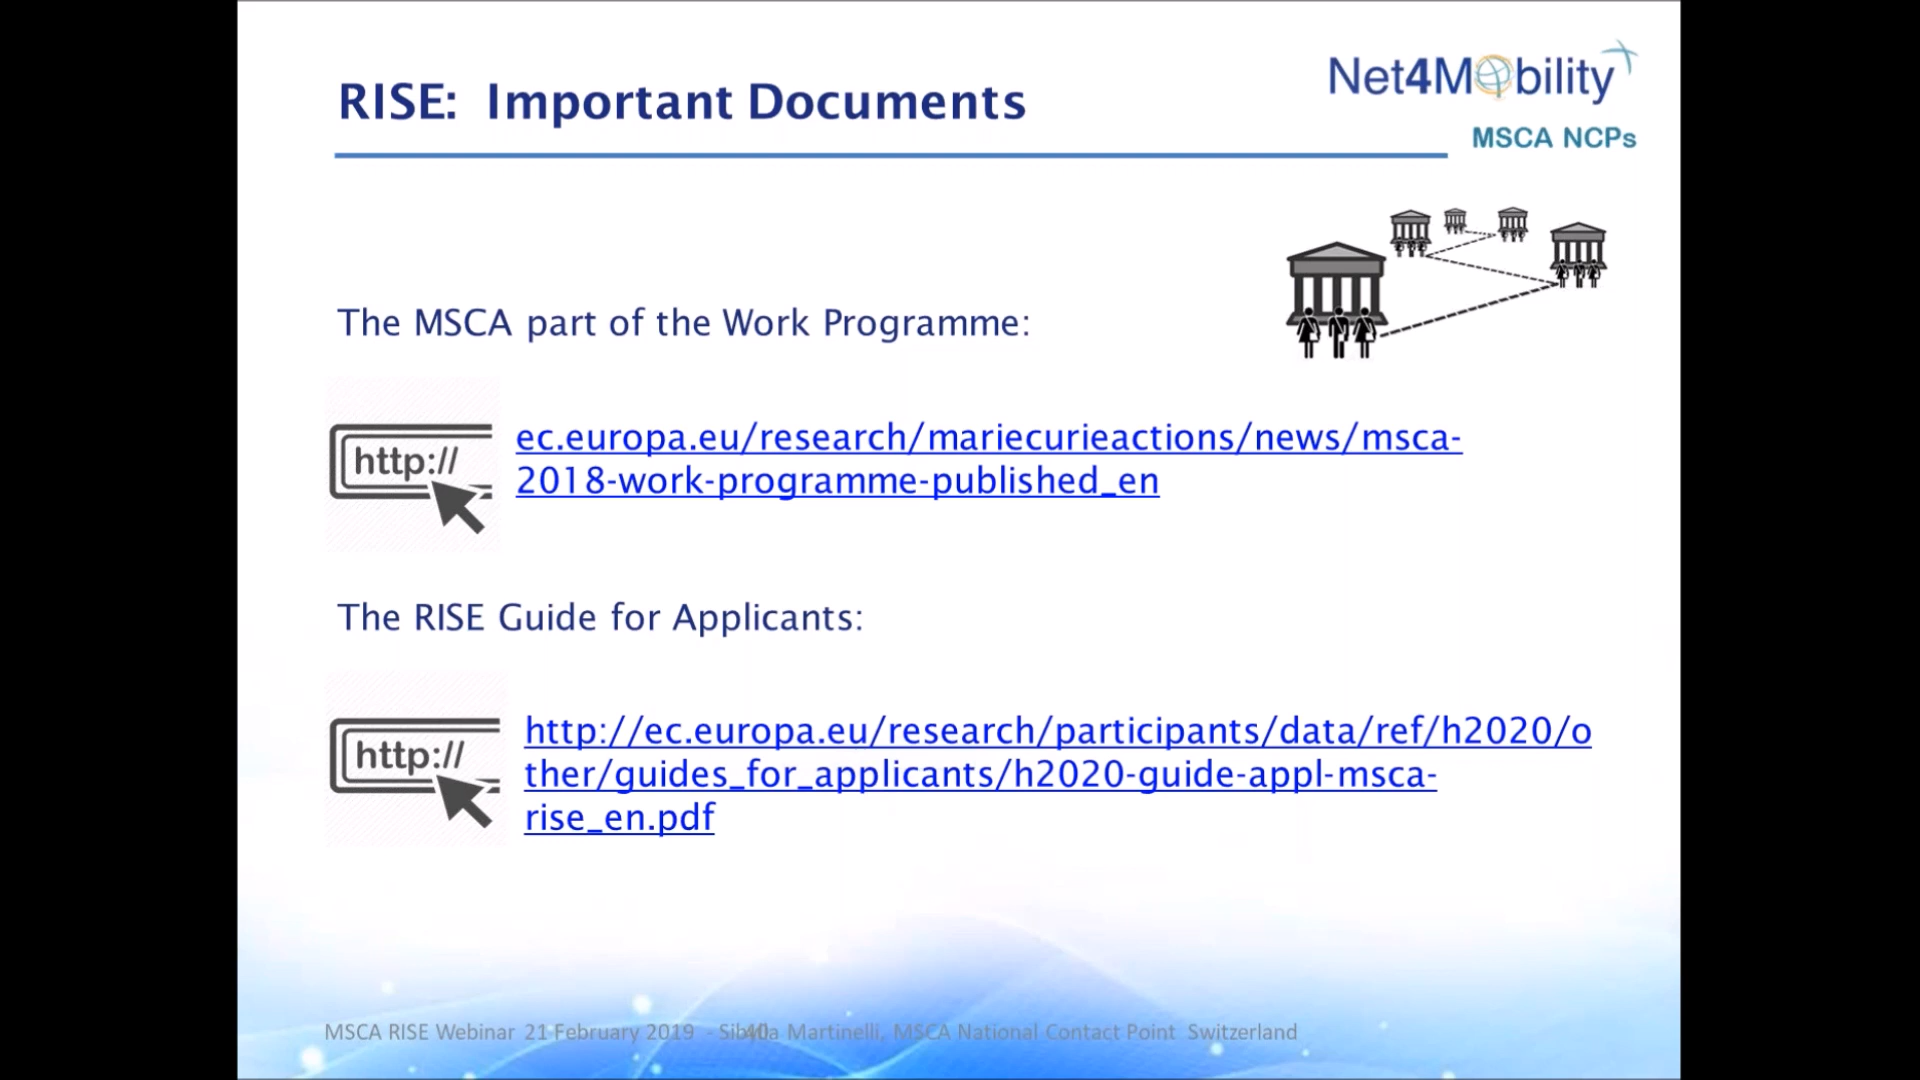 RISE: Important Documents
Net4Mobility
MSCA NCPs
The MSCA part of the Work Programme:
http://
ec.europa.eu/research/mariecurieactions/news/msca-
2018-work-programme-published_en
The RISE Guide for Applicants:
http://
http://ec.europa.eu/research/participants/data/ref/h2020/o
ther/guides_for_applicants/h2020-guide-appl-msca-
rise_en.pdf
MSCA RISE Webinar 21 February 2019 - Martinelli, MSCA National Contact Point Switzerland
40